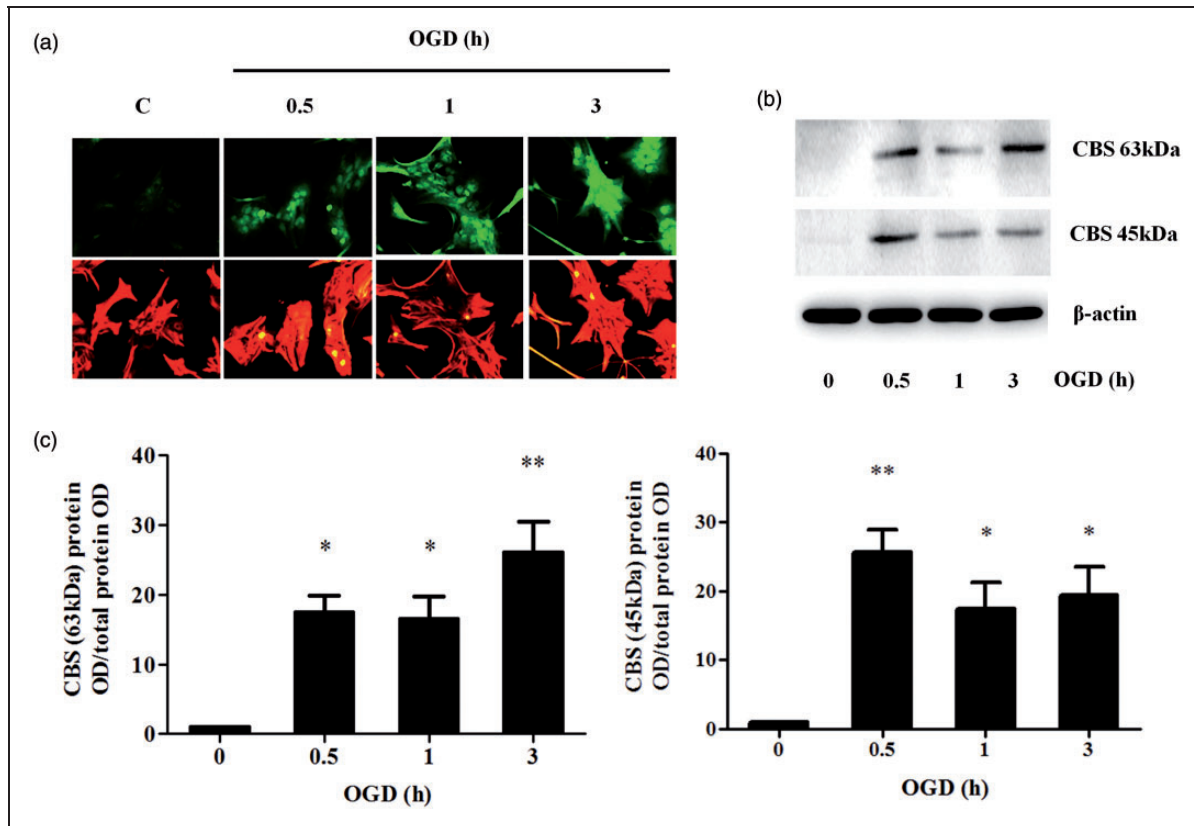 (a)
OGD (h)
C 0.5 1 3
(b)
CBS 63kDa
CBS 45kDa
β-actin
0 0.5 1 3 OGD (h)
(c)
CBS (63kDa) protein
OD/total protein OD
40
30
20
10
0
* * **
0 0.5 1 3
OGD (h)
CBS (45kDa) protein
OD/total protein OD
40
30
20
10
0
** * *
0 0.5 1 3
OGD (h)